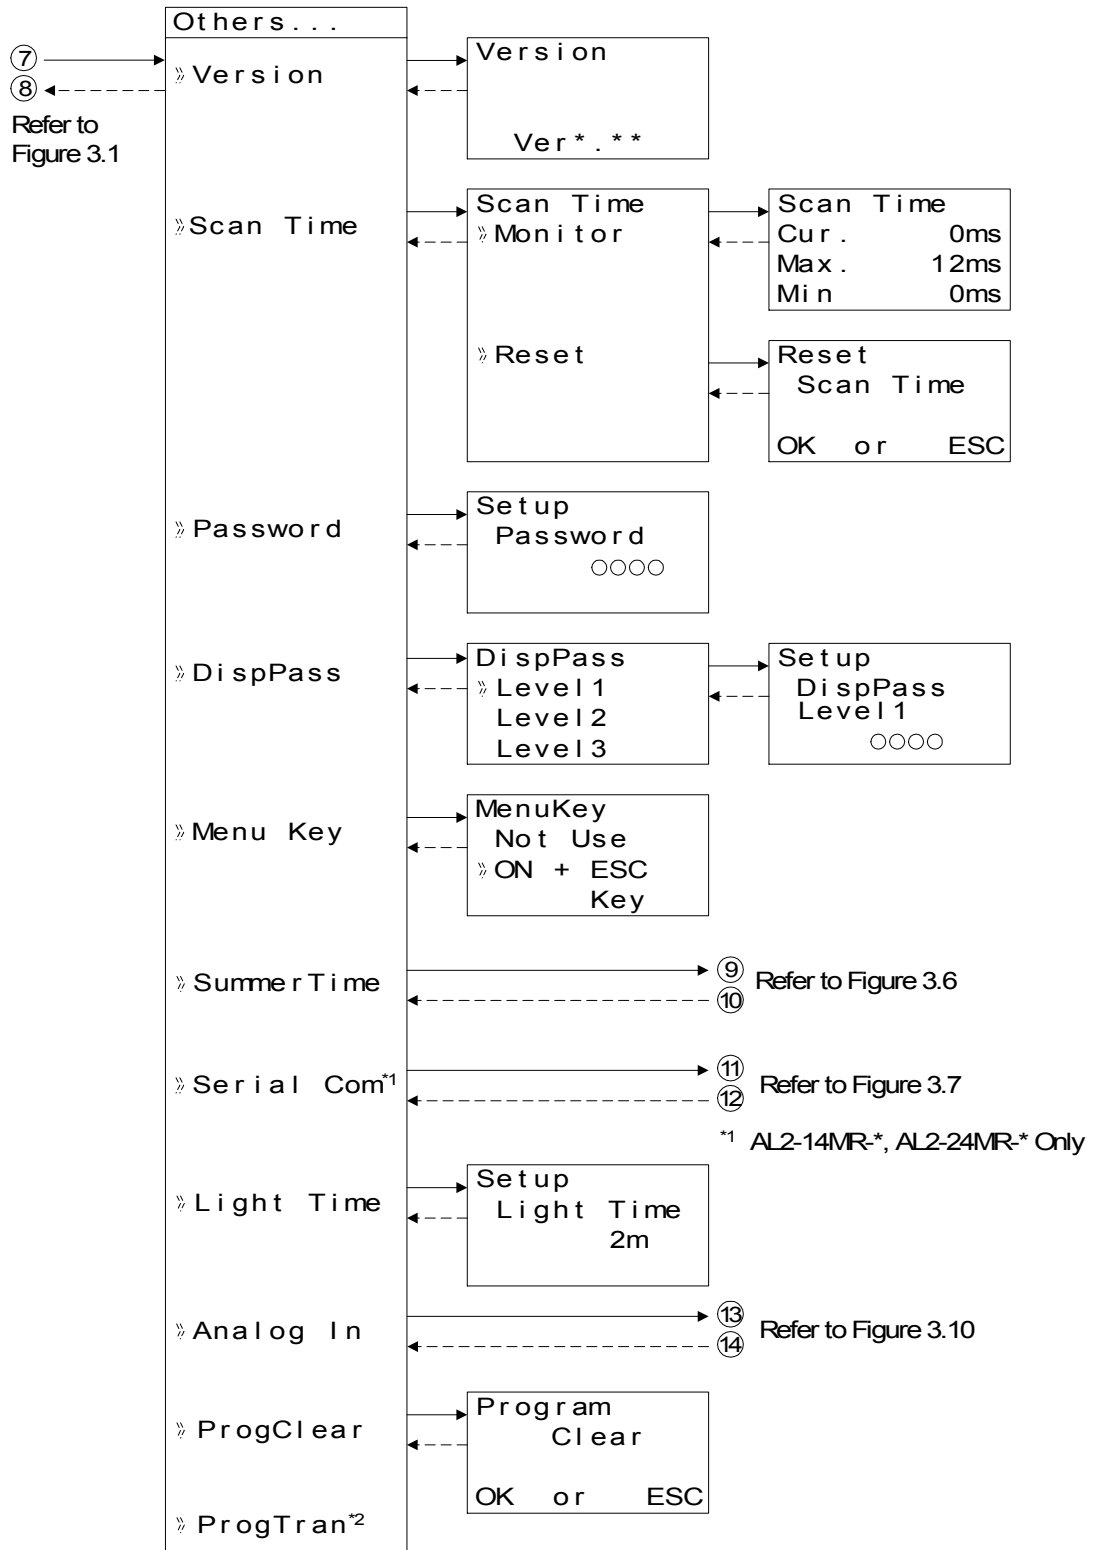 Others...
⑦
⑧
Refer to
Figure 3.1
» Version
Version
Ver*.**
» Scan Time
Scan Time
» Monitor
» Reset
Scan Time
Cur. 0ms
Max. 12ms
Min 0ms
Reset
Scan Time
OK or ESC
» Password
Setup
Password
○○○○
» DispPass
DispPass
» Level1
Level2
Level3
Setup
DispPass
Level1
○○○○
» Menu Key
MenuKey
Not Use
» ON + ESC
Key
» SummerTime
⑨
⑩
Refer to Figure 3.6
» Serial Com*1
⑪
⑫
Refer to Figure 3.7
*1 AL2-14MR-*, AL2-24MR-* Only
» Light Time
Setup
Light Time
2m
» Analog In
⑬
⑭
Refer to Figure 3.10
» ProgClear
Program
Clear
OK or ESC
» ProgTran*2